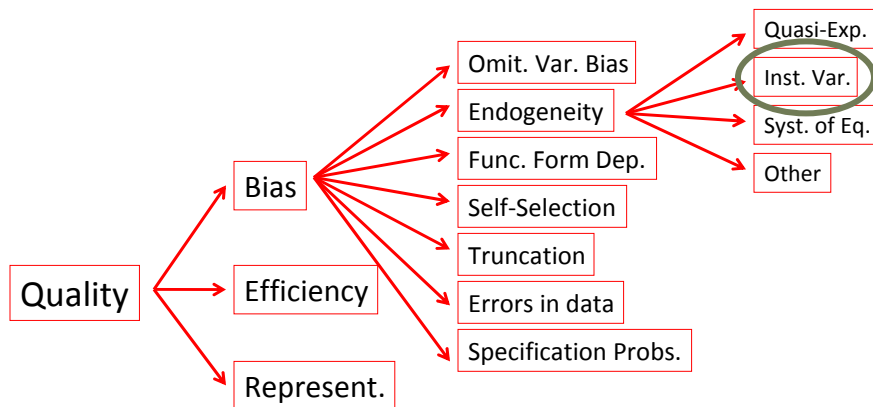 Quality
Bias
Efficiency
Represent.
Omit. Var. Bias
Endogeneity
Func. Form Dep.
Self-Selection
Truncation
Errors in data
Specification Probs.
Quasi-Exp.
Inst. Var.
Syst. of Eq.
Other